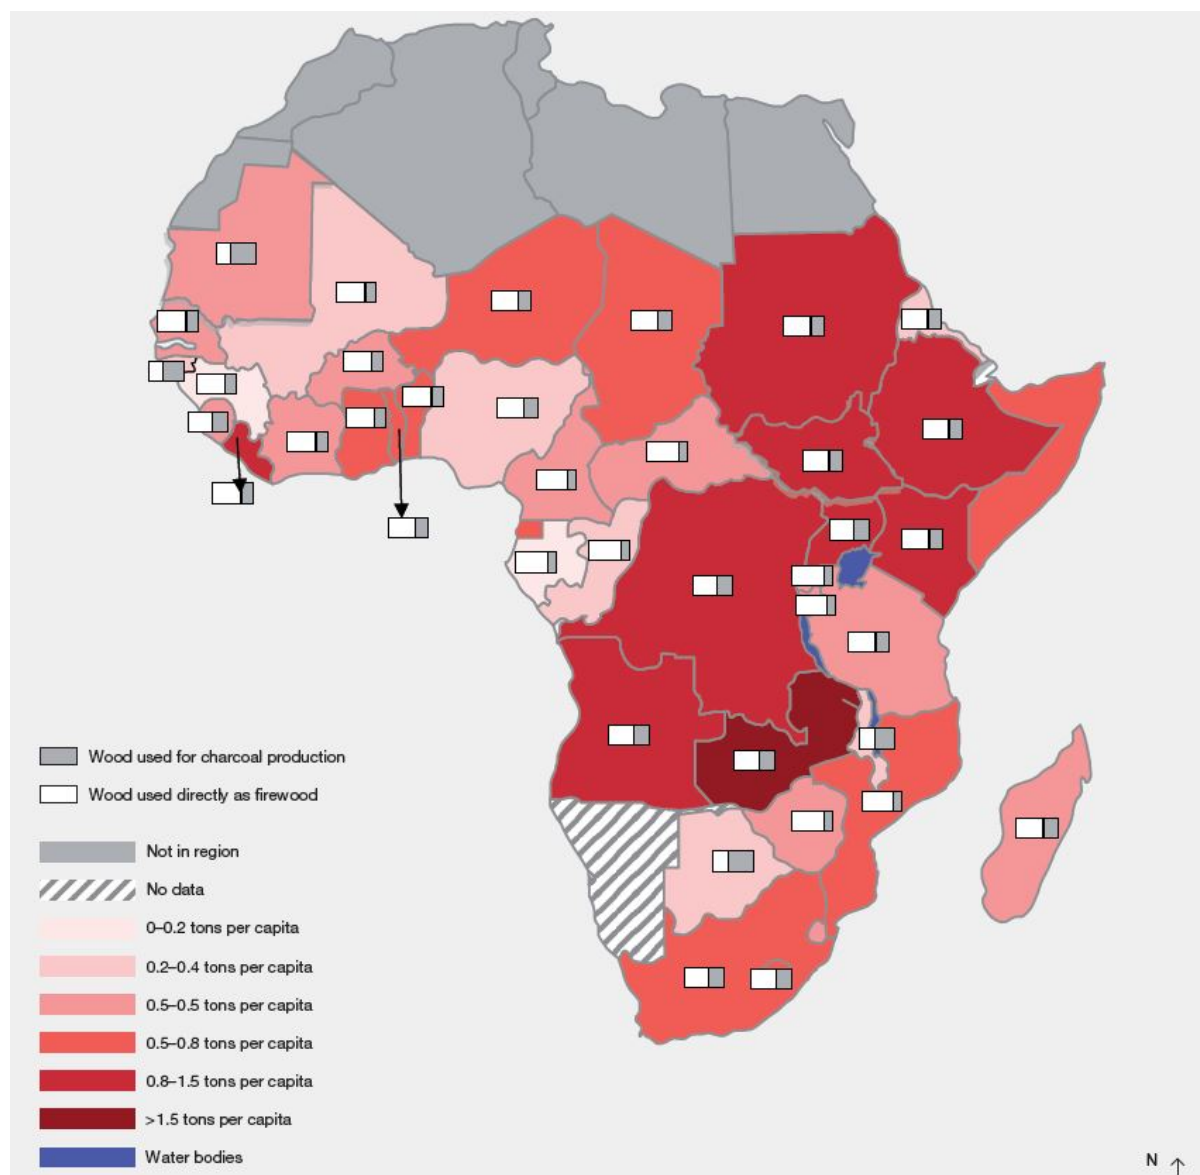 Wood used for charcoal production
Wood used directly as firewood
Not in region
No data
0–0.2 tons per capita
0.2–0.4 tons per capita
0.5–0.5 tons per capita
0.5–0.8 tons per capita
0.8–1.5 tons per capita
>1.5 tons per capita
Water bodies
N